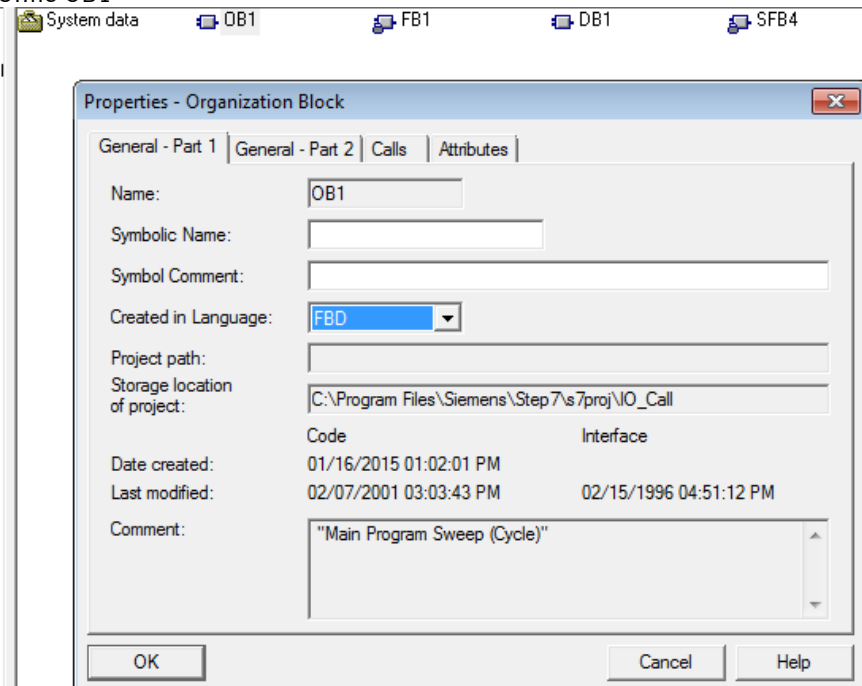 OB1
System data OB1 FB1 DB1 SFB4
Properties - Organization Block
General - Part 1 General - Part 2 Calls Attributes
Name: OB1
Symbolic Name:
Symbol Comment:
Created in Language: FBD
Project path:
Storage location
of project: C:\Program Files\Siemens\Step7\s7proj\IO_Call
Code Interface
Date created: 01/16/2015 01:02:01 PM
Last modified: 02/07/2001 03:03:43 PM 02/15/1996 04:51:12 PM
Comment: "Main Program Sweep (Cycle)"
OK Cancel Help